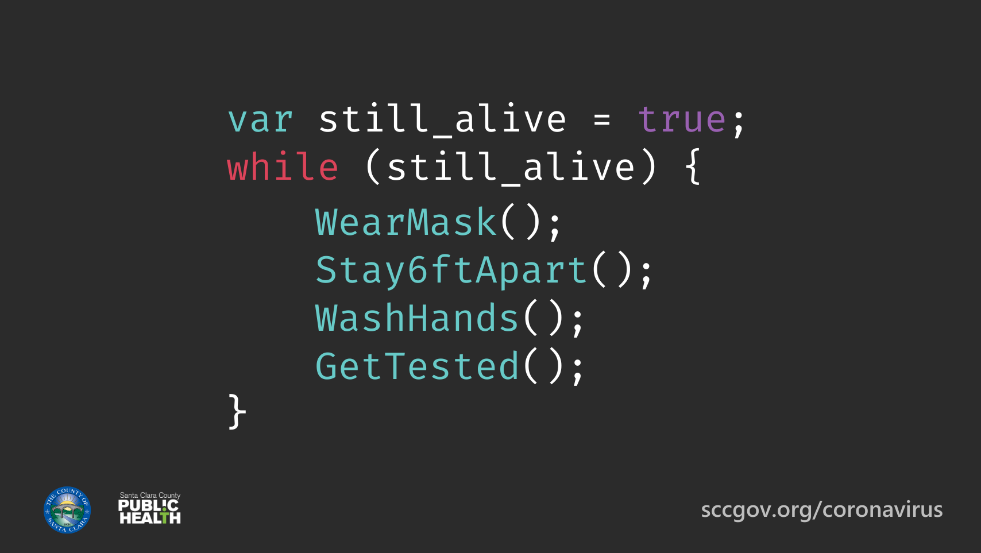 var still_alive = true;
while (still_alive) {
WearMask();
Stay6ftApart();
WashHands();
GetTested();
}
THE COUNTY OF
SANTA CLARA
Santa Clara County
PUBLIC
HEALTH
sccgov.org/coronavirus